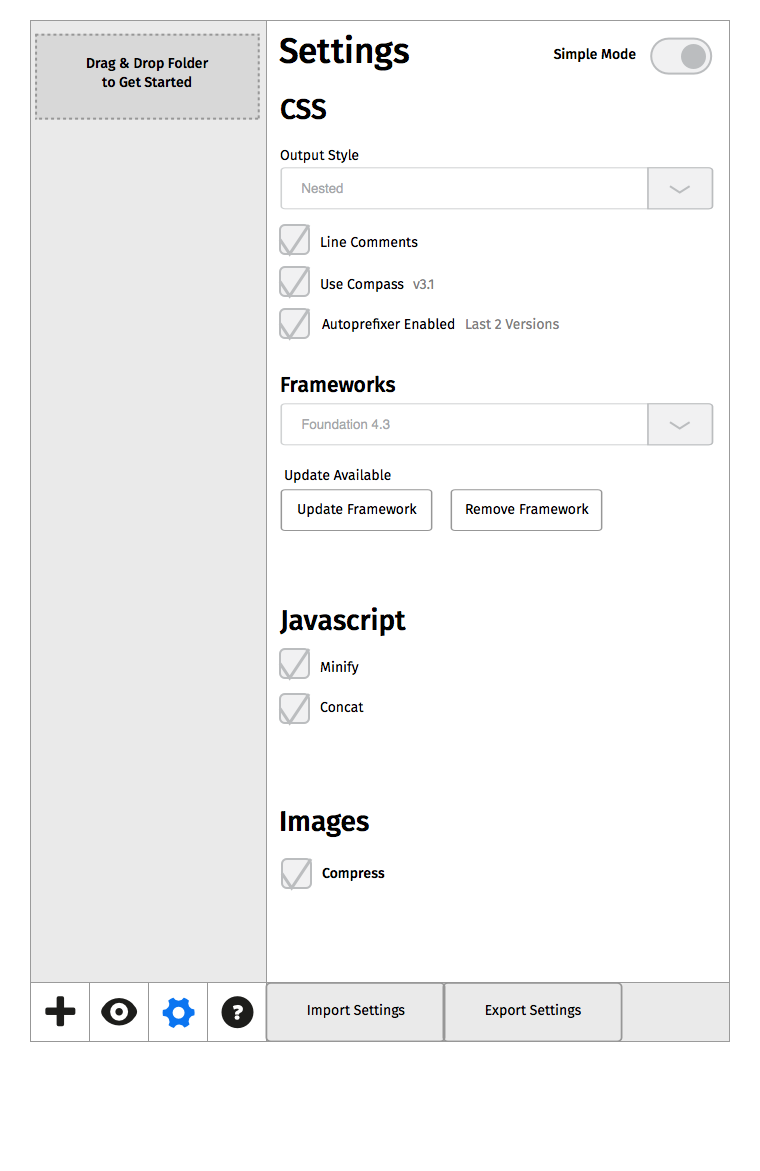 Drag & Drop Folder
to Get Started
Settings
Simple Mode
CSS
Output Style
Nested
Line Comments
Use Compass v3.1
Autoprefixer Enabled Last 2 Versions
Frameworks
Foundation 4.3
Update Available
Update Framework
Remove Framework
Javascript
Minify
Concat
Images
Compress
?
Import Settings
Export Settings